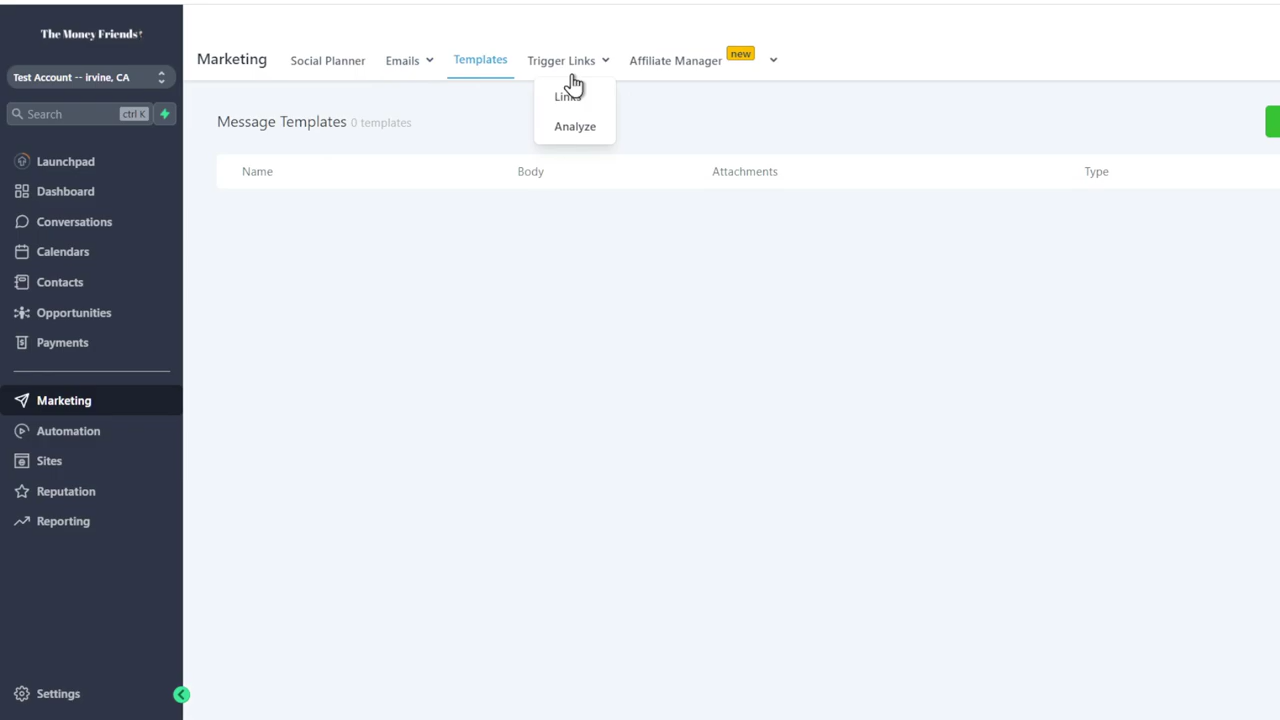 The Money Friends
Test Account -- irvine, CA
Search
ctrl K
Launchpad
Dashboard
Conversations
Calendars
Contacts
Opportunities
Payments
Marketing
Automation
Sites
Reputation
Reporting
Settings
Marketing
Social Planner
Emails
Templates
Trigger Links
Affiliate Manager
new
Links
Analyze
Message Templates 0 templates
Name
Body
Attachments
Type